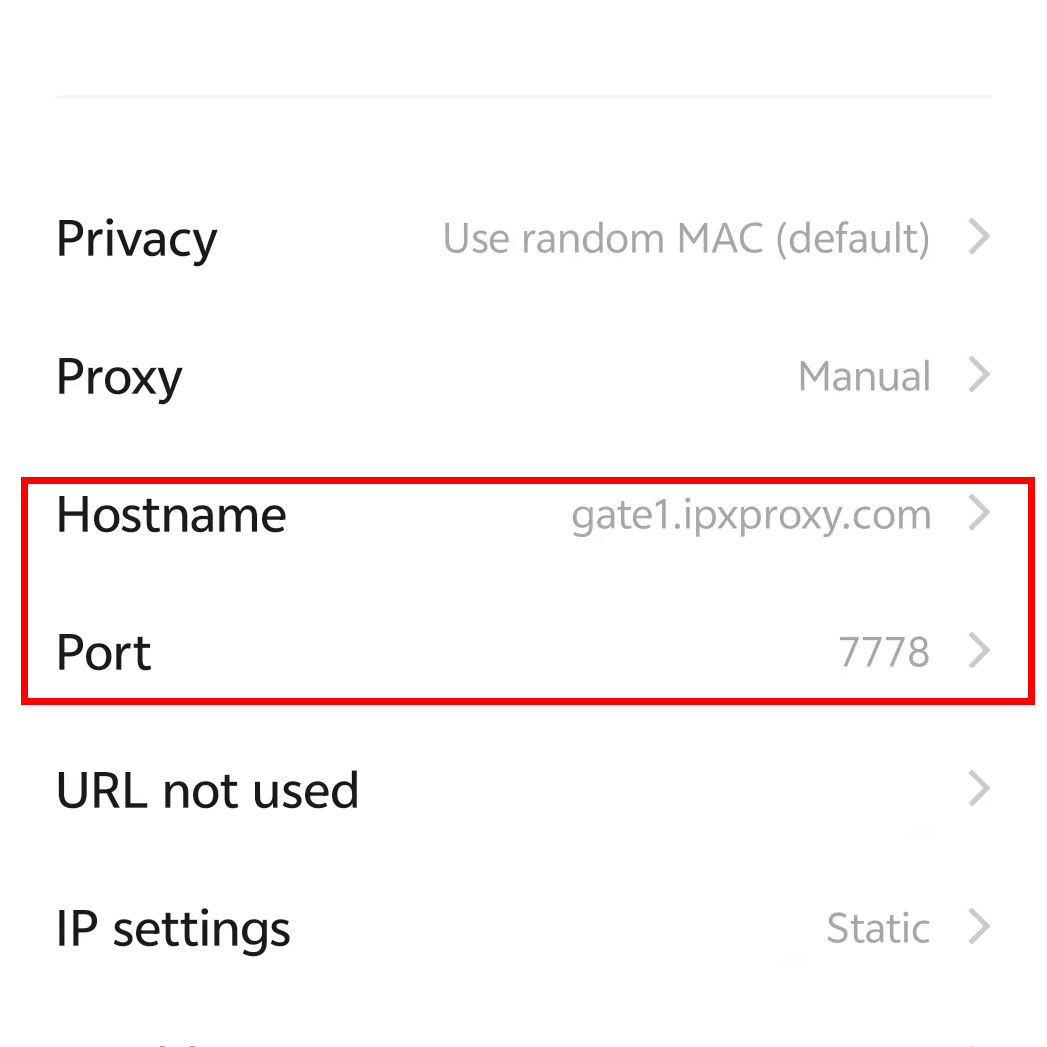 Privacy Use random MAC (default)
Proxy Manual
Hostname gate1.ipxproxy.com
Port 7778
URL not used
IP settings Static